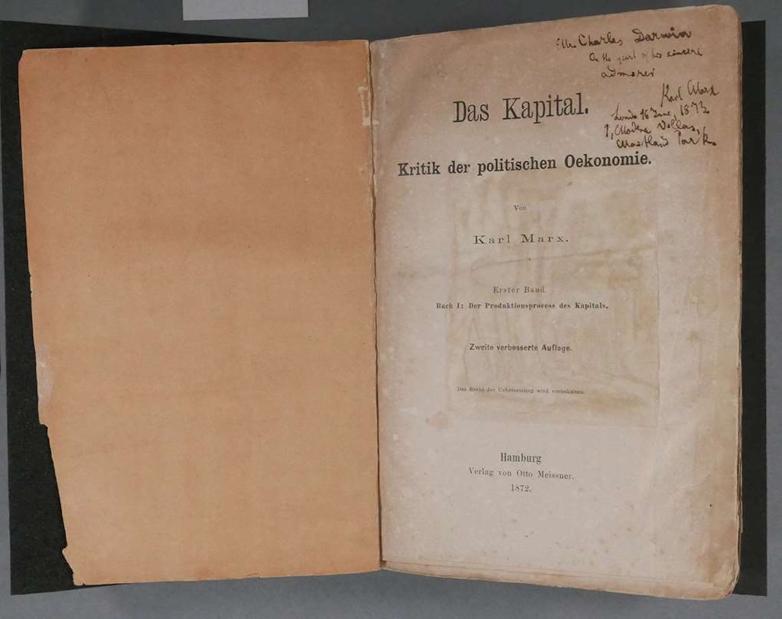 Mr. Charles Darwin
On the part of his sincere
admirer
Karl Marx
London 16 June, 1873
1, Modena Villas,
Maitland Park
Das Kapital.
Kritik der politischen Oekonomie.
Von
Karl Marx.
Erster Band.
Buch I: Der Produktionsprocess des Kapitals.
Zweite verbesserte Auflage.
Das Recht der Uebersetzung wird vorbehalten.
Hamburg
Verlag von Otto Meissner.
1872.